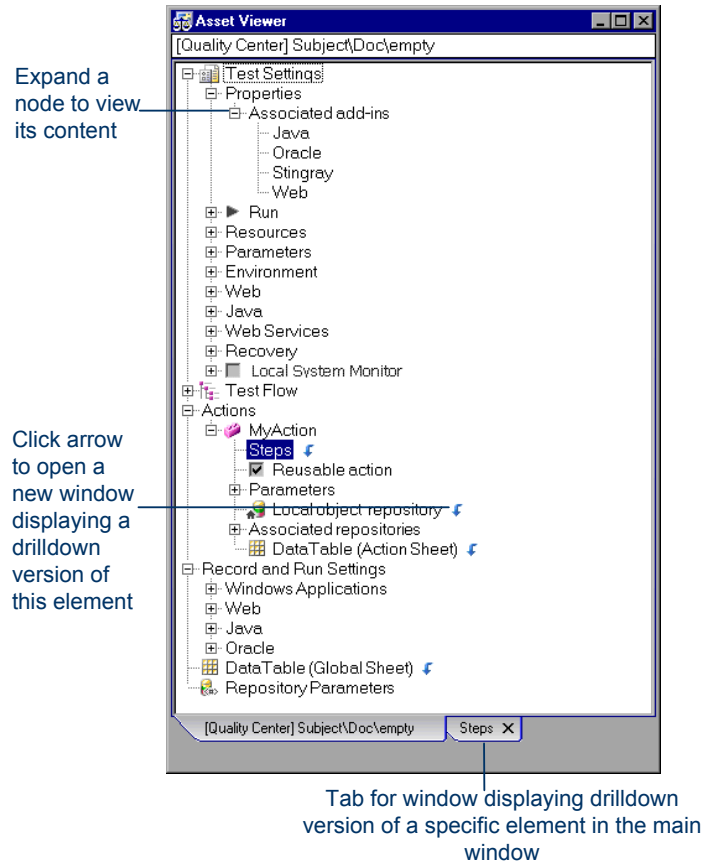 Asset Viewer
[Quality Center] Subject\Doc\empty
Expand a
node to view
its content
Test Settings
Properties
Associated add-ins
Java
Oracle
Stingray
Web
Run
Resources
Parameters
Environment
Web
Java
Web Services
Recovery
Local System Monitor
Test Flow
Actions
MyAction
Steps
Reusable action
Parameters
Local object repository
Associated repositories
DataTable (Action Sheet)
Click arrow
to open a
new window
displaying a
drilldown
version of
this element
Record and Run Settings
Windows Applications
Web
Java
Oracle
DataTable (Global Sheet)
Repository Parameters
[Quality Center] Subject\Doc\empty
Steps X
Tab for window displaying drilldown
version of a specific element in the main
window